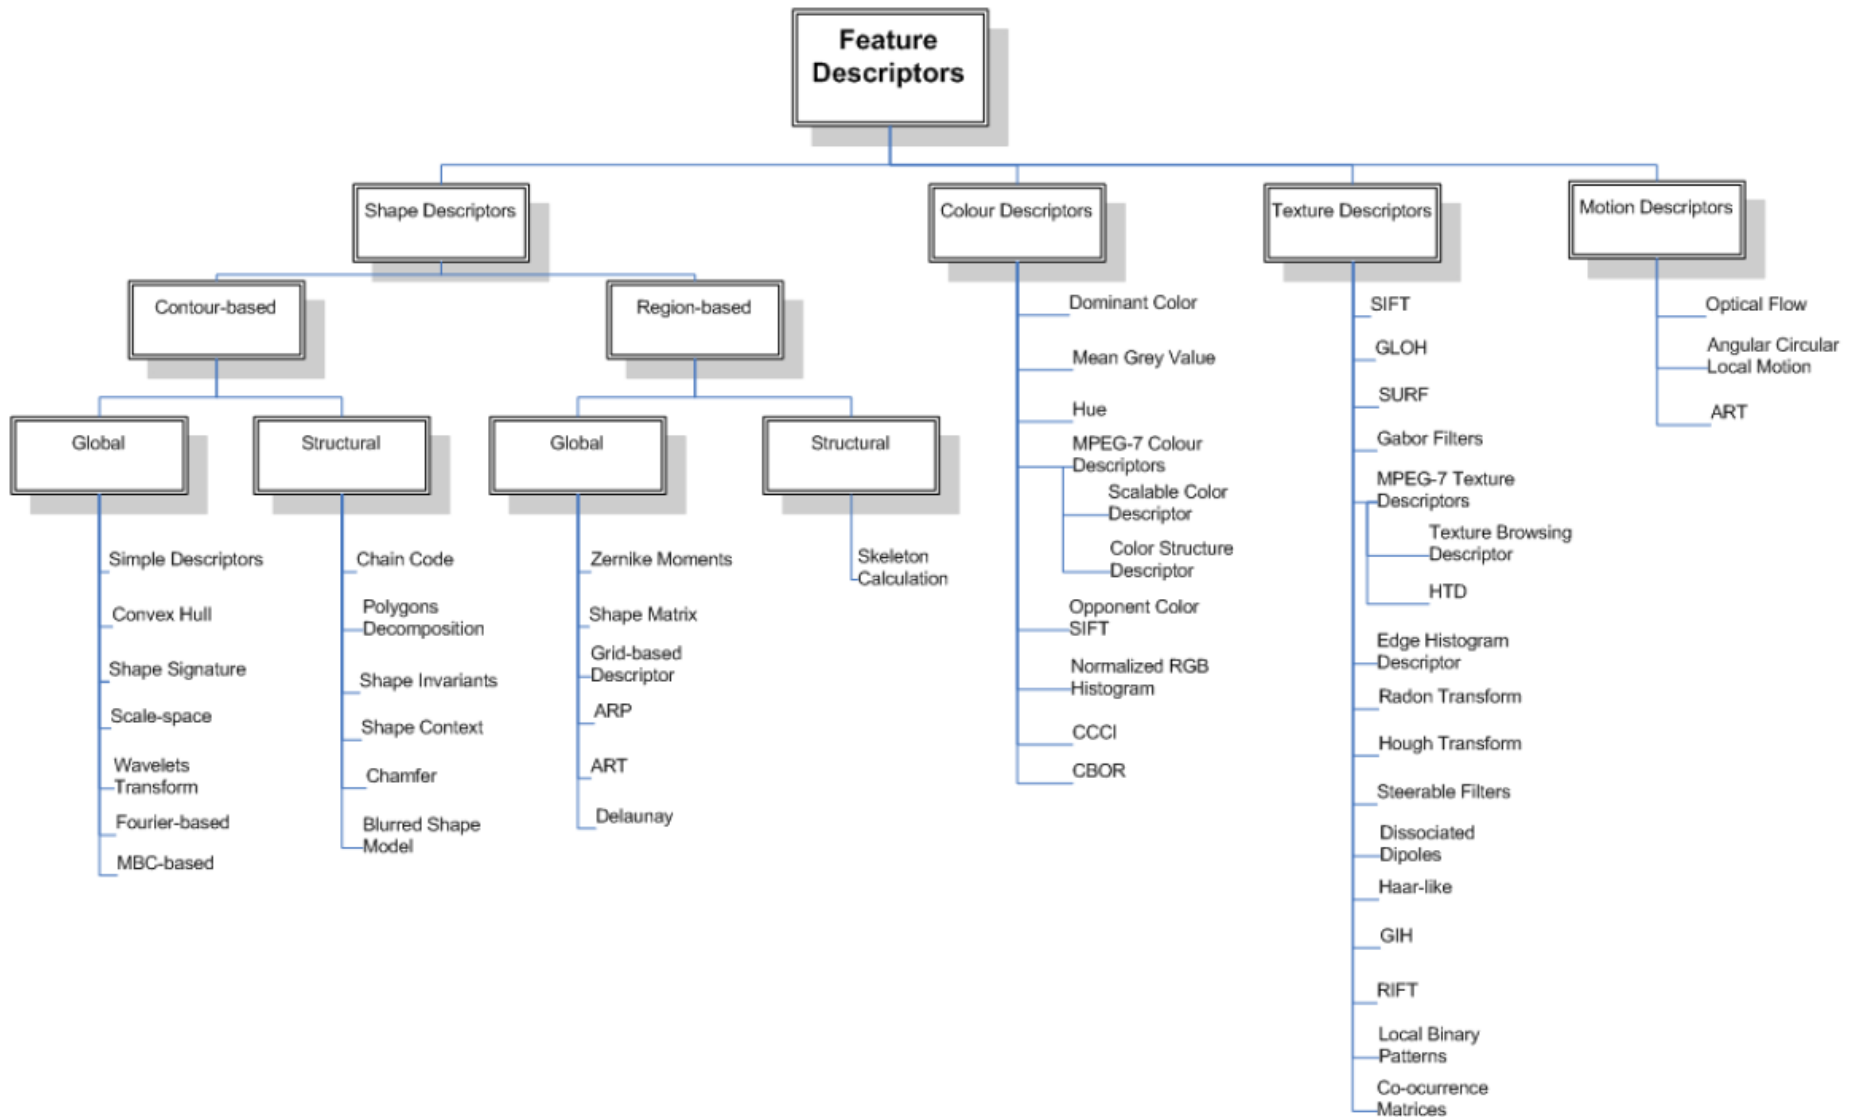 Feature
Descriptors
Shape Descriptors
Colour Descriptors
Texture Descriptors
Motion Descriptors
Contour-based
Region-based
Global
Structural
Global
Structural
Simple Descriptors
Convex Hull
Shape Signature
Scale-space
Wavelets
Transform
Fourier-based
MBC-based
Chain Code
Polygons
Decomposition
Shape Invariants
Shape Context
Chamfer
Blurred Shape
Model
Zernike Moments
Shape Matrix
Grid-based
Descriptor
ARP
ART
Delaunay
Skeleton
Calculation
Dominant Color
Mean Grey Value
Hue
MPEG-7 Colour
Descriptors
Scalable Color
Descriptor
Color Structure
Descriptor
Opponent Color
SIFT
Normalized RGB
Histogram
CCCI
CBOR
SIFT
GLOH
SURF
Gabor Filters
MPEG-7 Texture
Descriptors
Texture Browsing
Descriptor
HTD
Edge Histogram
Descriptor
Radon Transform
Hough Transform
Steerable Filters
Dissociated
Dipoles
Haar-like
GIH
RIFT
Local Binary
Patterns
Co-ocurrence
Matrices
Optical Flow
Angular Circular
Local Motion
ART